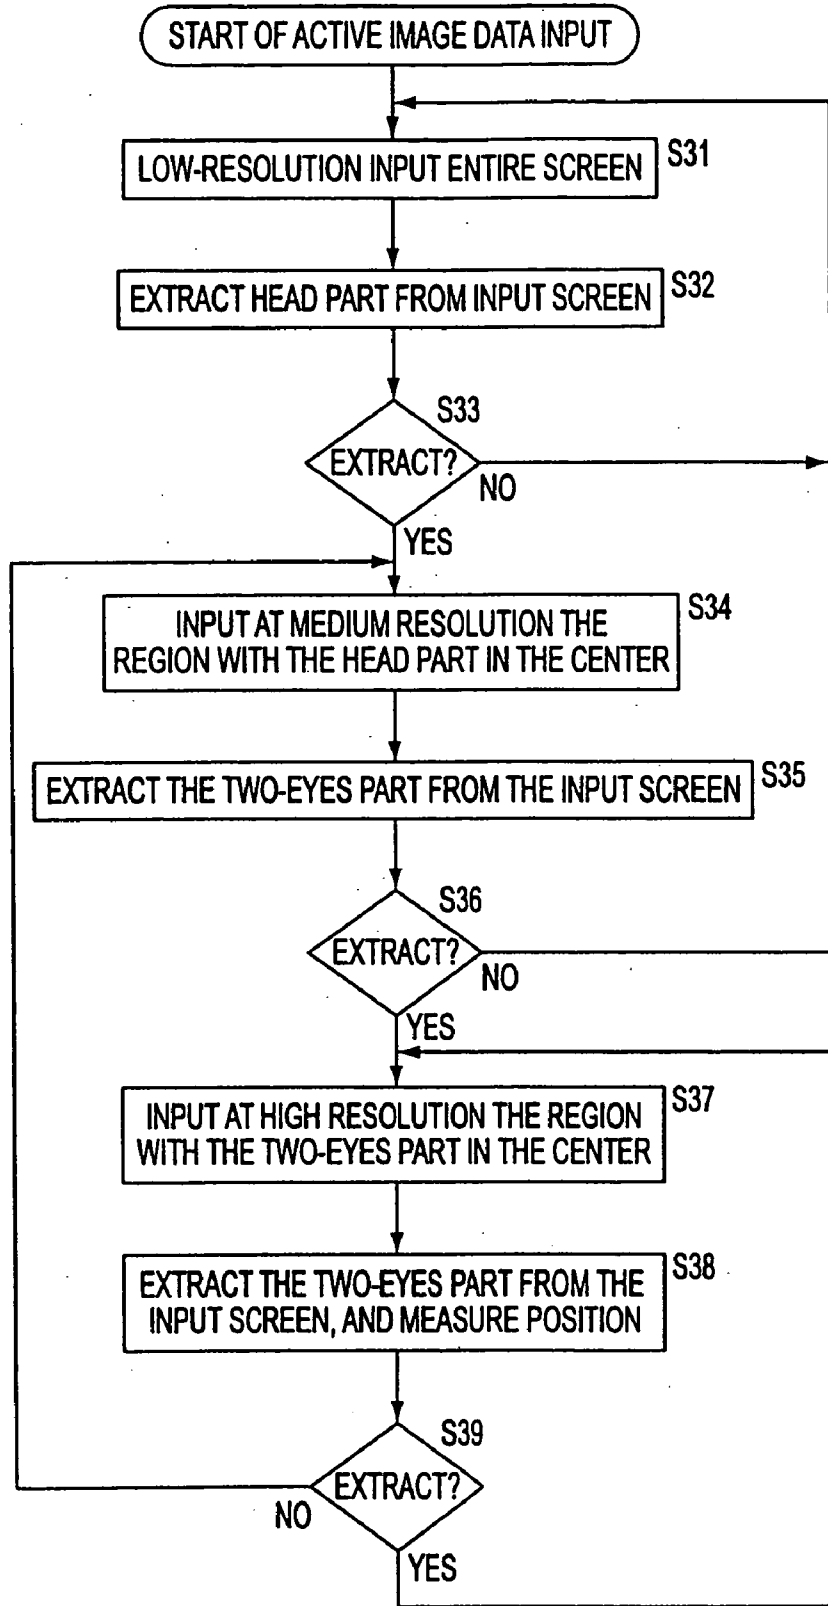 START OF ACTIVE IMAGE DATA INPUT
LOW-RESOLUTION INPUT ENTIRE SCREEN
S31
EXTRACT HEAD PART FROM INPUT SCREEN
S32
S33
EXTRACT?
NO
YES
INPUT AT MEDIUM RESOLUTION THE
REGION WITH THE HEAD PART IN THE CENTER
S34
EXTRACT THE TWO-EYES PART FROM THE INPUT SCREEN
S35
S36
EXTRACT?
NO
YES
INPUT AT HIGH RESOLUTION THE REGION
WITH THE TWO-EYES PART IN THE CENTER
S37
EXTRACT THE TWO-EYES PART FROM THE
INPUT SCREEN, AND MEASURE POSITION
S38
S39
EXTRACT?
NO
YES